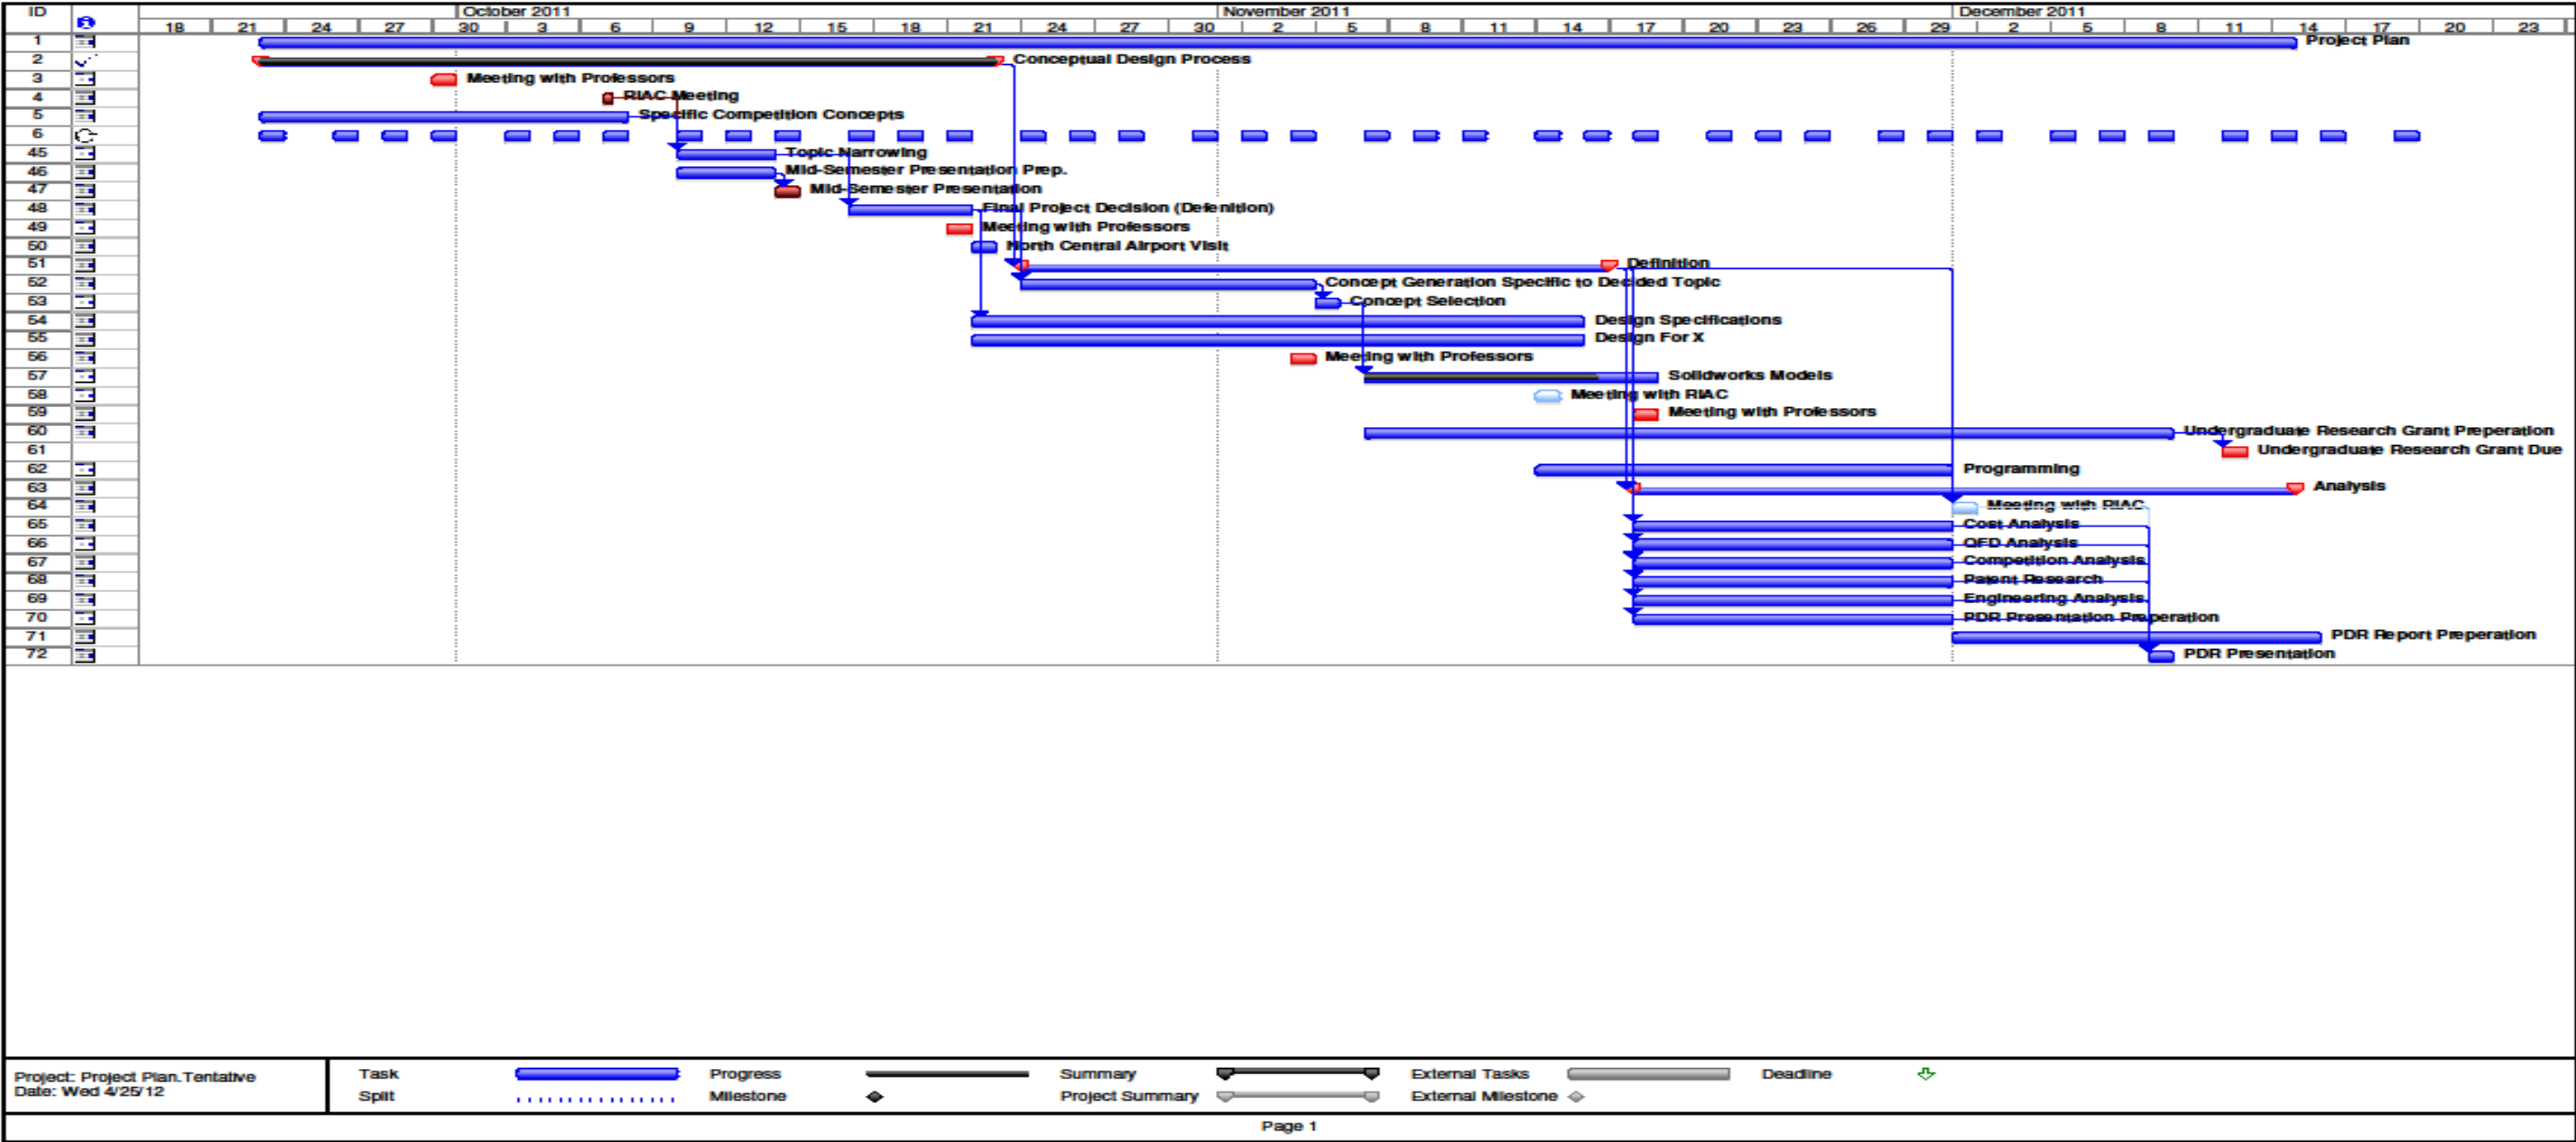 ID October 2011 November 2011 December 2011
18 21 24 27 30 3 6 9 12 15 18 21 24 27 30 2 5 8 11 14 17 20 23 26 29 2 5 8 11 14 17 20 23
1 Project Plan
2 Conceptual Design Process
3 Meeting with Professors
4 RIAC Meeting
5 Specific Competition Concepts
6
45 Topic Narrowing
46 Mid-Semester Presentation Prep.
47 Mid-Semester Presentation
48 Final Project Decision (Defenition)
49 Meeting with Professors
50 North Central Airport Visit
51 Definition
52 Concept Generation Specific to Decided Topic
53 Concept Selection
54 Design Specifications
55 Design For X
56 Meeting with Professors
57 Solidworks Models
58 Meeting with RIAC
59 Meeting with Professors
60 Undergraduate Research Grant Preperation
61 Undergraduate Research Grant Due
62 Programming
63 Analysis
64 Meeting with RIAC
65 Cost Analysis
66 QFD Analysis
67 Competition Analysis
68 Patent Research
69 Engineering Analysis
70 PDR Presentation Preperation
71 PDR Report Preperation
72 PDR Presentation
Project: Project Plan.Tentative
Date: Wed 4/25/12
Task Progress Summary External Tasks Deadline
Split Milestone Project Summary External Milestone
Page 1